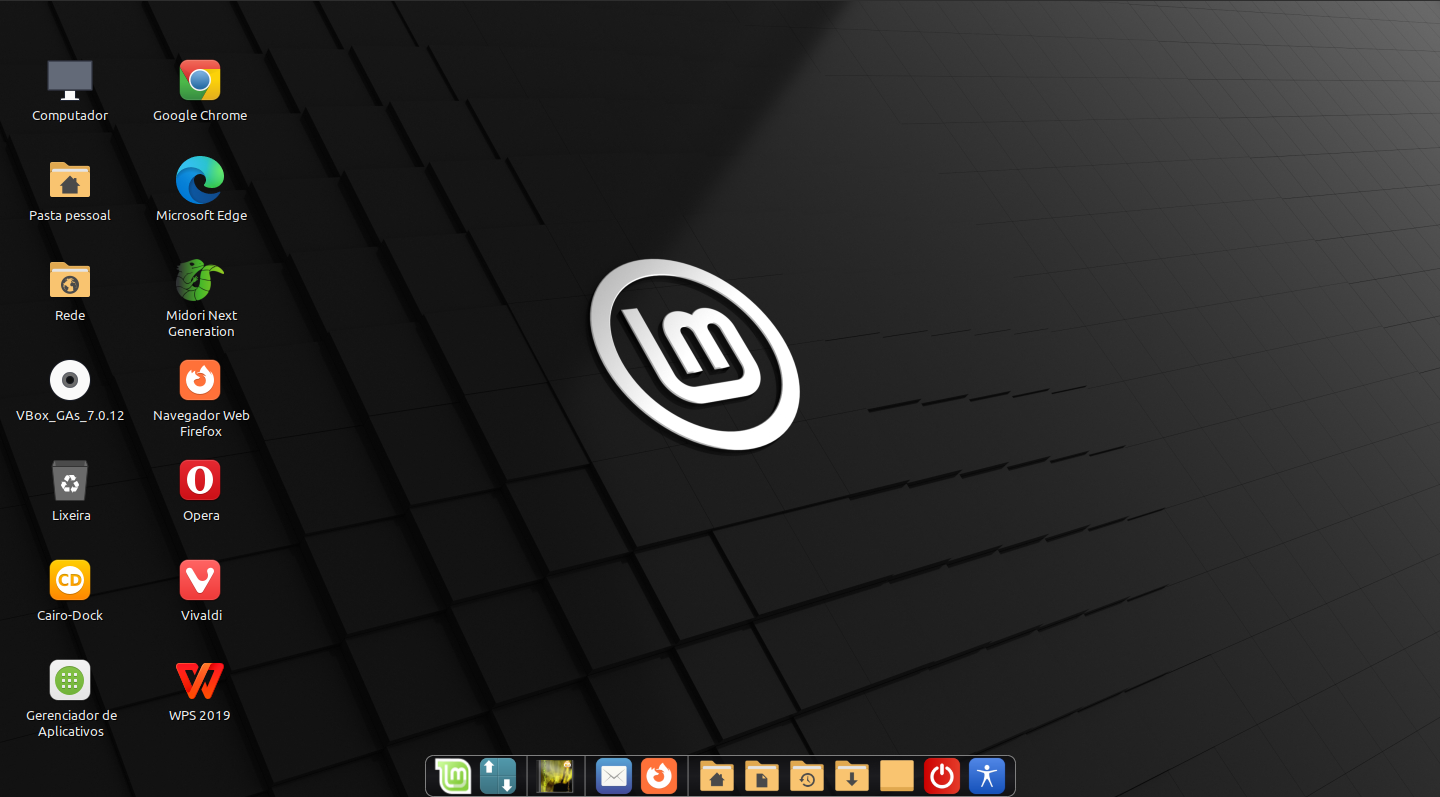 Computador
Google Chrome
Pasta pessoal
Microsoft Edge
Rede
Midori Next
Generation
VBox_GAs_7.0.12
Navegador Web
Firefox
Lixeira
Opera
CD
Cairo-Dock
Vivaldi
Gerenciador de
Aplicativos
WPS 2019